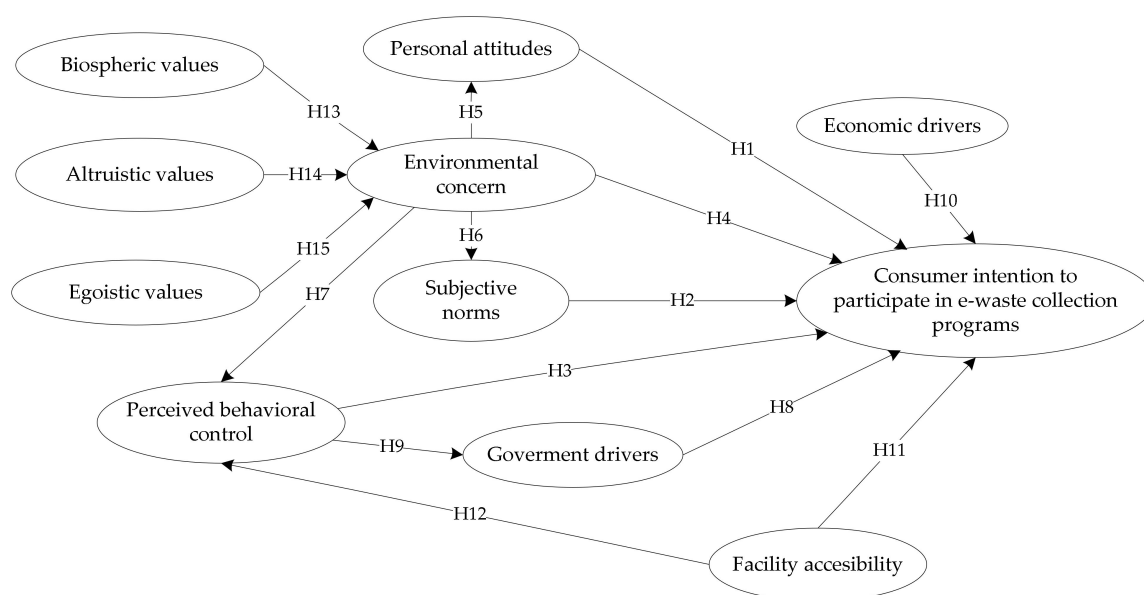 Personal attitudes
Biospheric values
H5
H13
Economic drivers
H1
Environmental
concern
Altruistic values
H14
H10
H4
H6
H15
Egoistic values
H7
Subjective
norms
H2
Consumer intention to
participate in e-waste collection
programs
H3
Perceived behavioral
control
H8
H9
Goverment drivers
H11
H12
Facility accesibility